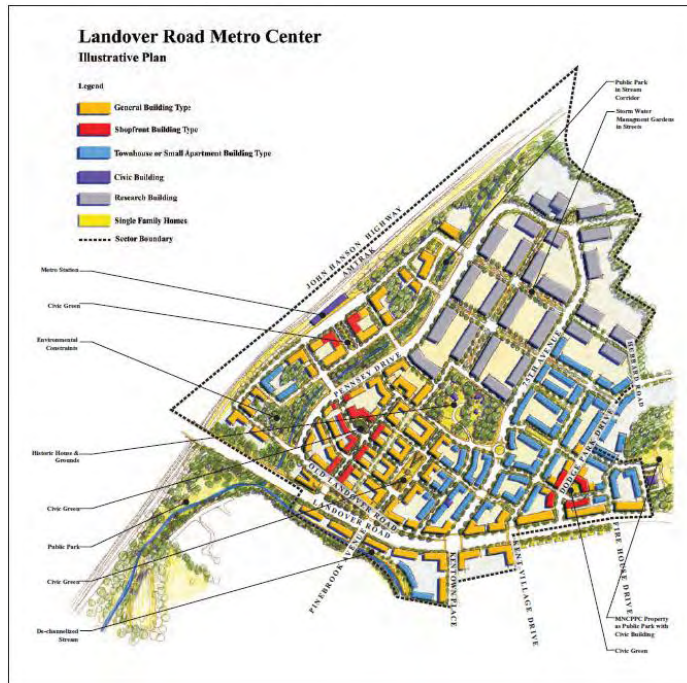 Landover Road Metro Center
Illustrative Plan
Legend
General Building Type
Shopfront Building Type
Townhouse or Small Apartment Building Type
Civic Building
Research Building
Single Family Homes
Sector Boundary
Public Park
in Stream
Corridor
Storm Water
Managment Gardens
in Streets
JOHN HANSON HIGHWAY
AMTRAK
Metro Station
Civic Green
Environmental
Constraints
PENNSEY DRIVE
75TH AVENUE
HUBBARD ROAD
Historic House &
Grounds
DODGE PARK DRIVE
Civic Green
OLD LANDOVER ROAD
LANDOVER ROAD
Public Park
Civic Green
PINEBROOK AVENUE
KENTOWN PLACE
KENT VILLAGE DRIVE
FIRE HOUSE DRIVE
De-channelized
Stream
MNCPPC Property
as Public Park with
Civic Building
Civic Green